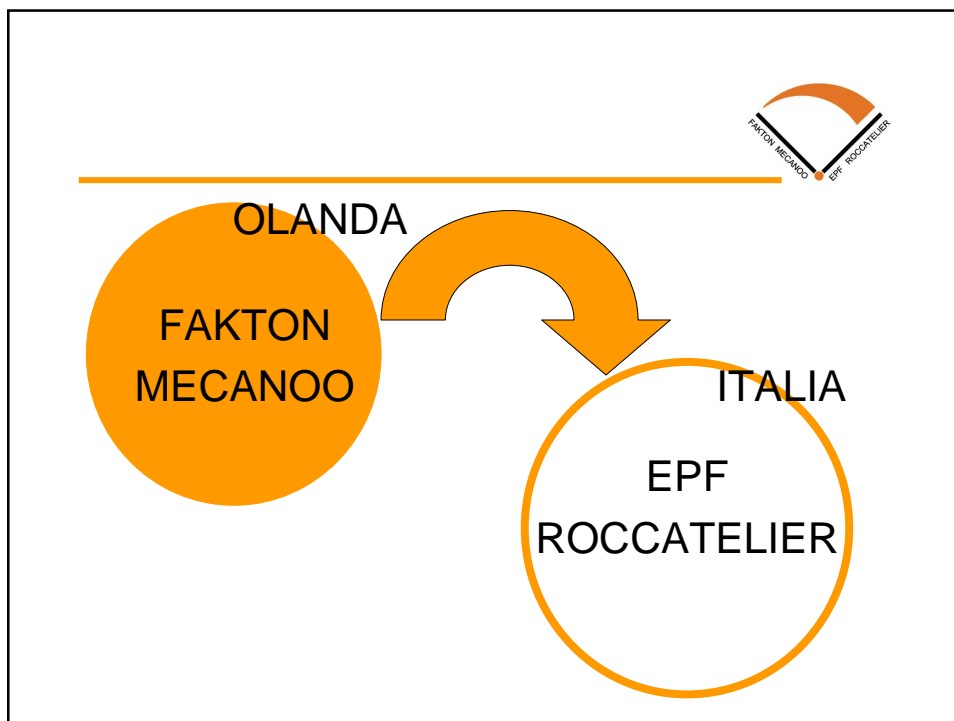 FAKTON MECANOO
EPF ROCCATELIER
OLANDA
FAKTON
MECANOO
ITALIA
EPF
ROCCATELIER